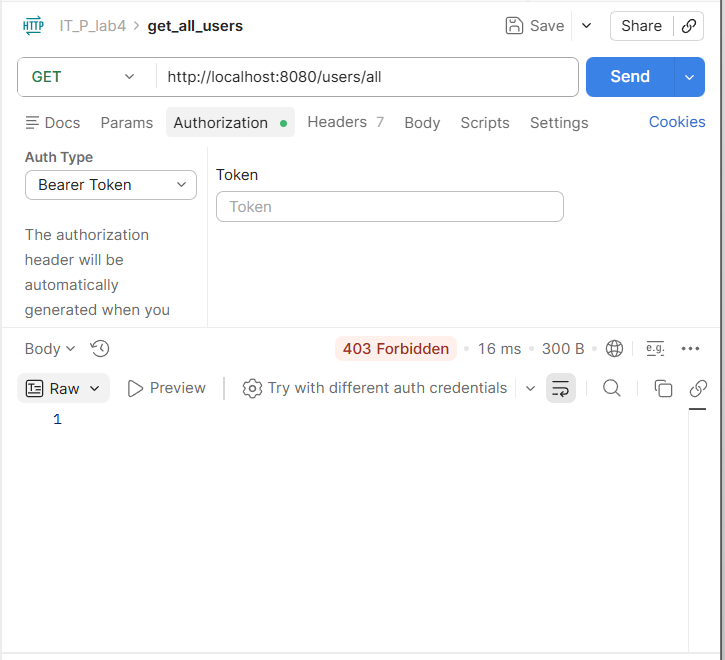 HTTP IT_P_lab4 > get_all_users Save Share
GET http://localhost:8080/users/all Send
Docs Params Authorization Headers 7 Body Scripts Settings Cookies
Auth Type
Bearer Token
Token
Token
The authorization
header will be
automatically
generated when you
Body 403 Forbidden 16 ms 300 B e.g.
Raw Preview Try with different auth credentials
1